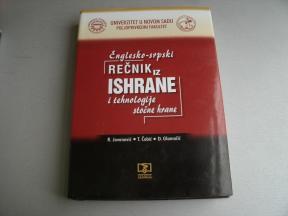 UNIVERZITET U NOVOM SADU
POLJOPRIVREDNI FAKULTET
Englesko-srpski
REČNIK IZ
ISHRANE
i tehnologije
stočne hrane
R. Jovanović • T. Čobić • D. Glamočić